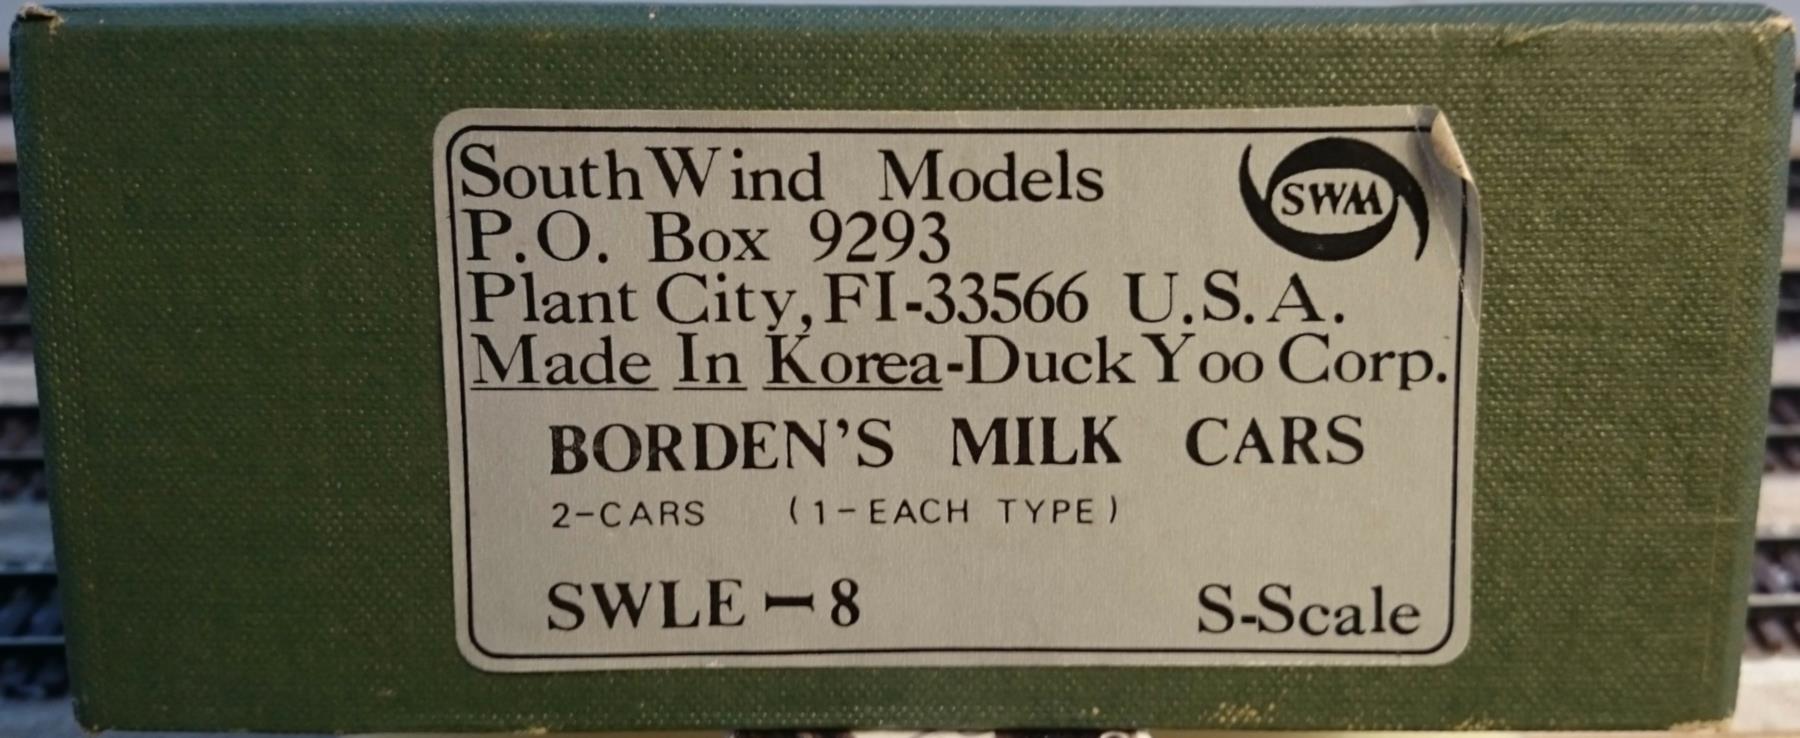 SouthWind Models
SWM
P.O. Box 9293
Plant City, Fl-33566 U.S.A.
Made In Korea-Duck Yoo Corp.
BORDEN'S MILK CARS
2-CARS (1-EACH TYPE)
SWLE-8 S-Scale